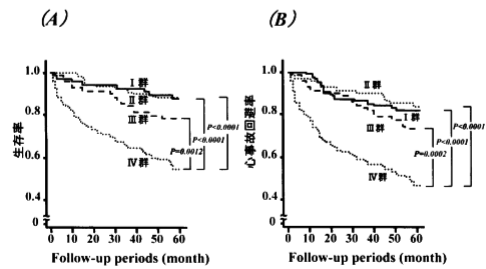 (A)
生存率
1.0
0.8
0.6
0.4
0
0 10 20 30 40 50 60
Follow-up periods (month)
I 群
II 群
III 群
IV 群
P<0.0001
P<0.0001
P=0.0012
(B)
心事故回避率
1.0
0.8
0.6
0.4
0
0 10 20 30 40 50 60
Follow-up periods (month)
II 群
I 群
III 群
IV 群
P<0.0001
P<0.0001
P=0.0002